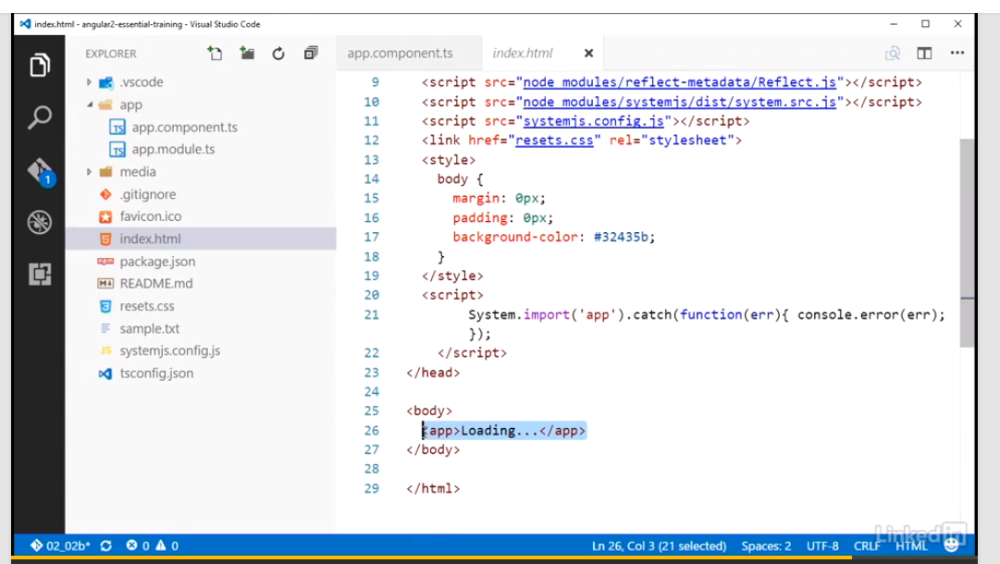 index.html - angular2-essential-training - Visual Studio Code
EXPLORER
.vscode
app
TS app.component.ts
TS app.module.ts
media
.gitignore
favicon.ico
index.html
npm package.json
M↓ README.md
resets.css
sample.txt
JS systemjs.config.js
tsconfig.json
1
app.component.ts index.html
9 <script src="node_modules/reflect-metadata/Reflect.js"></script>
10 <script src="node_modules/systemjs/dist/system.src.js"></script>
11 <script src="systemjs.config.js"></script>
12 <link href="resets.css" rel="stylesheet">
13 <style>
14 body {
15 margin: 0px;
16 padding: 0px;
17 background-color: #32435b;
18 }
19 </style>
20 <script>
21 System.import('app').catch(function(err){ console.error(err);
});
22 </script>
23 </head>
24
25 <body>
26 <app>Loading...</app>
27 </body>
28
29 </html>
02_02b* 0 0 Ln 26, Col 3 (21 selected) Spaces: 2 UTF-8 CRLF HTML
LinkedIn